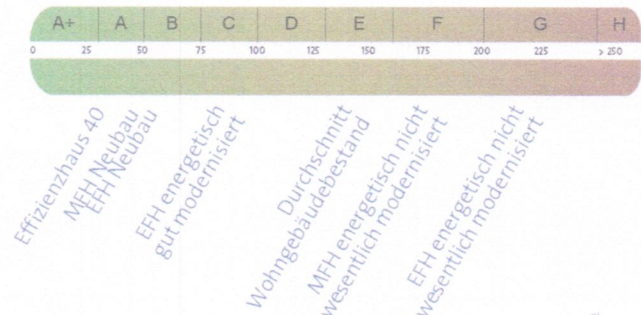 A+ A B C D E F G H
0 25 50 75 100 125 150 175 200 225 > 250
Effizienzhaus 40
MFH Neubau
EFH Neubau
EFH energetisch
gut modernisiert
Durchschnitt
Wohngebäudebestand
MFH energetisch nicht
wesentlich modernisiert
EFH energetisch nicht
wesentlich modernisiert